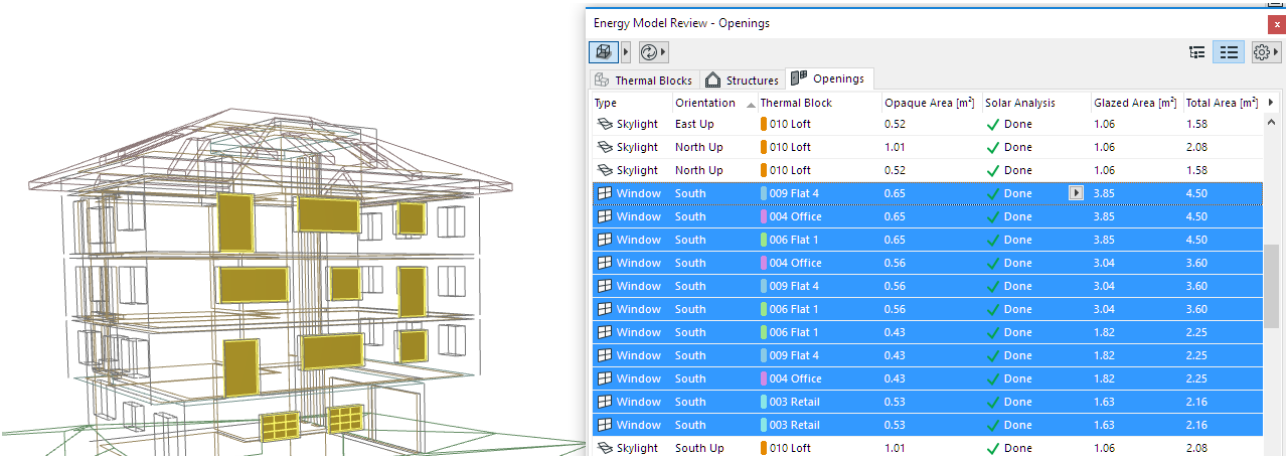 Energy Model Review - Openings
Thermal Blocks Structures Openings
Type Orientation Thermal Block Opaque Area [m²] Solar Analysis Glazed Area [m²] Total Area [m²]
Skylight East Up 010 Loft 0.52 Done 1.06 1.58
Skylight North Up 010 Loft 1.01 Done 1.06 2.08
Skylight North Up 010 Loft 0.52 Done 1.06 1.58
Window South 009 Flat 4 0.65 Done 3.85 4.50
Window South 004 Office 0.65 Done 3.85 4.50
Window South 006 Flat 1 0.65 Done 3.85 4.50
Window South 004 Office 0.56 Done 3.04 3.60
Window South 009 Flat 4 0.56 Done 3.04 3.60
Window South 006 Flat 1 0.56 Done 3.04 3.60
Window South 006 Flat 1 0.43 Done 1.82 2.25
Window South 009 Flat 4 0.43 Done 1.82 2.25
Window South 004 Office 0.43 Done 1.82 2.25
Window South 003 Retail 0.53 Done 1.63 2.16
Window South 003 Retail 0.53 Done 1.63 2.16
Skylight South Up 010 Loft 1.01 Done 1.06 2.08